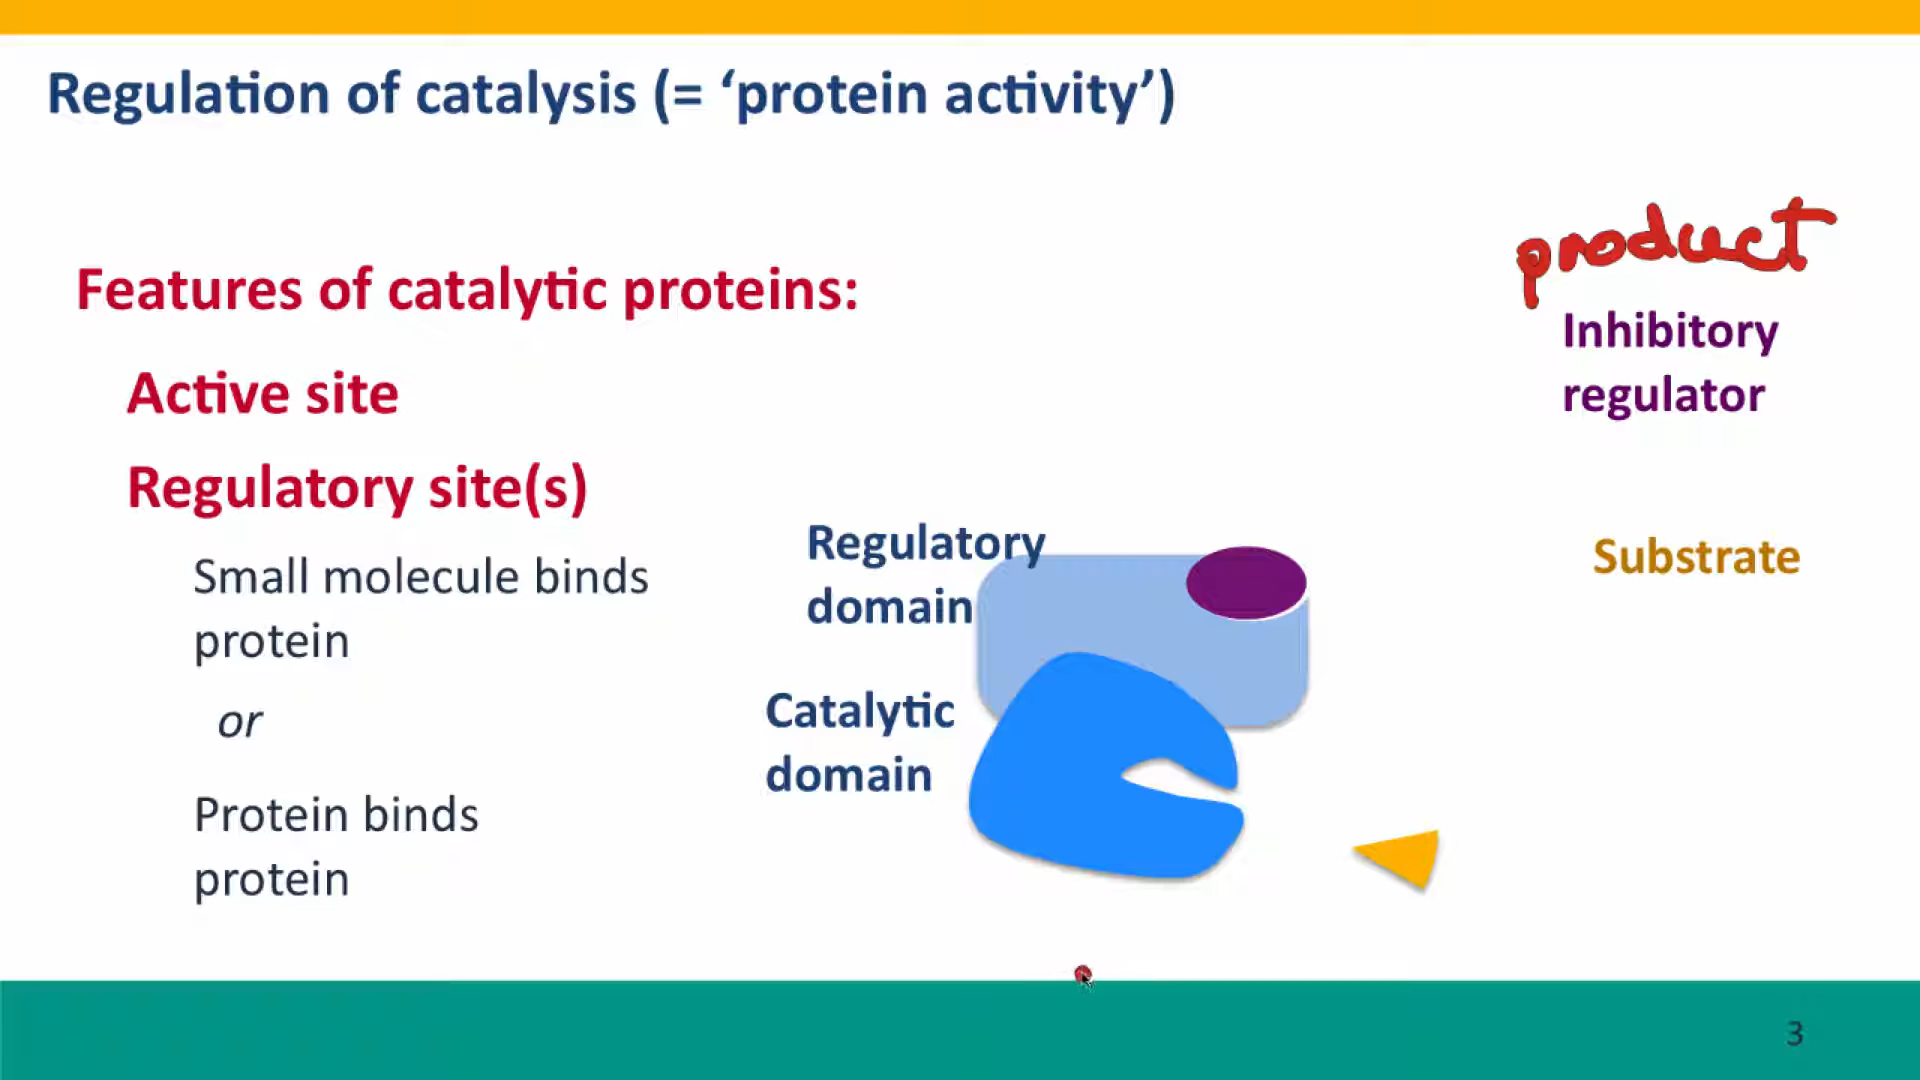 Regulation of catalysis (= ‘protein activity’)
product
Features of catalytic proteins:
Inhibitory
regulator
Active site
Regulatory site(s)
Regulatory
domain
Substrate
Small molecule binds
protein
or
Catalytic
domain
Protein binds
protein
3